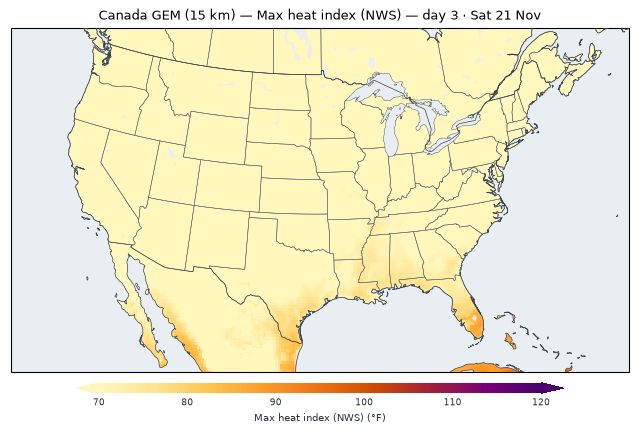 Canada GEM (15 km) — Max heat index (NWS) — day 3 · Sat 21 Nov
70 80 90 100 110 120
Max heat index (NWS) (°F)